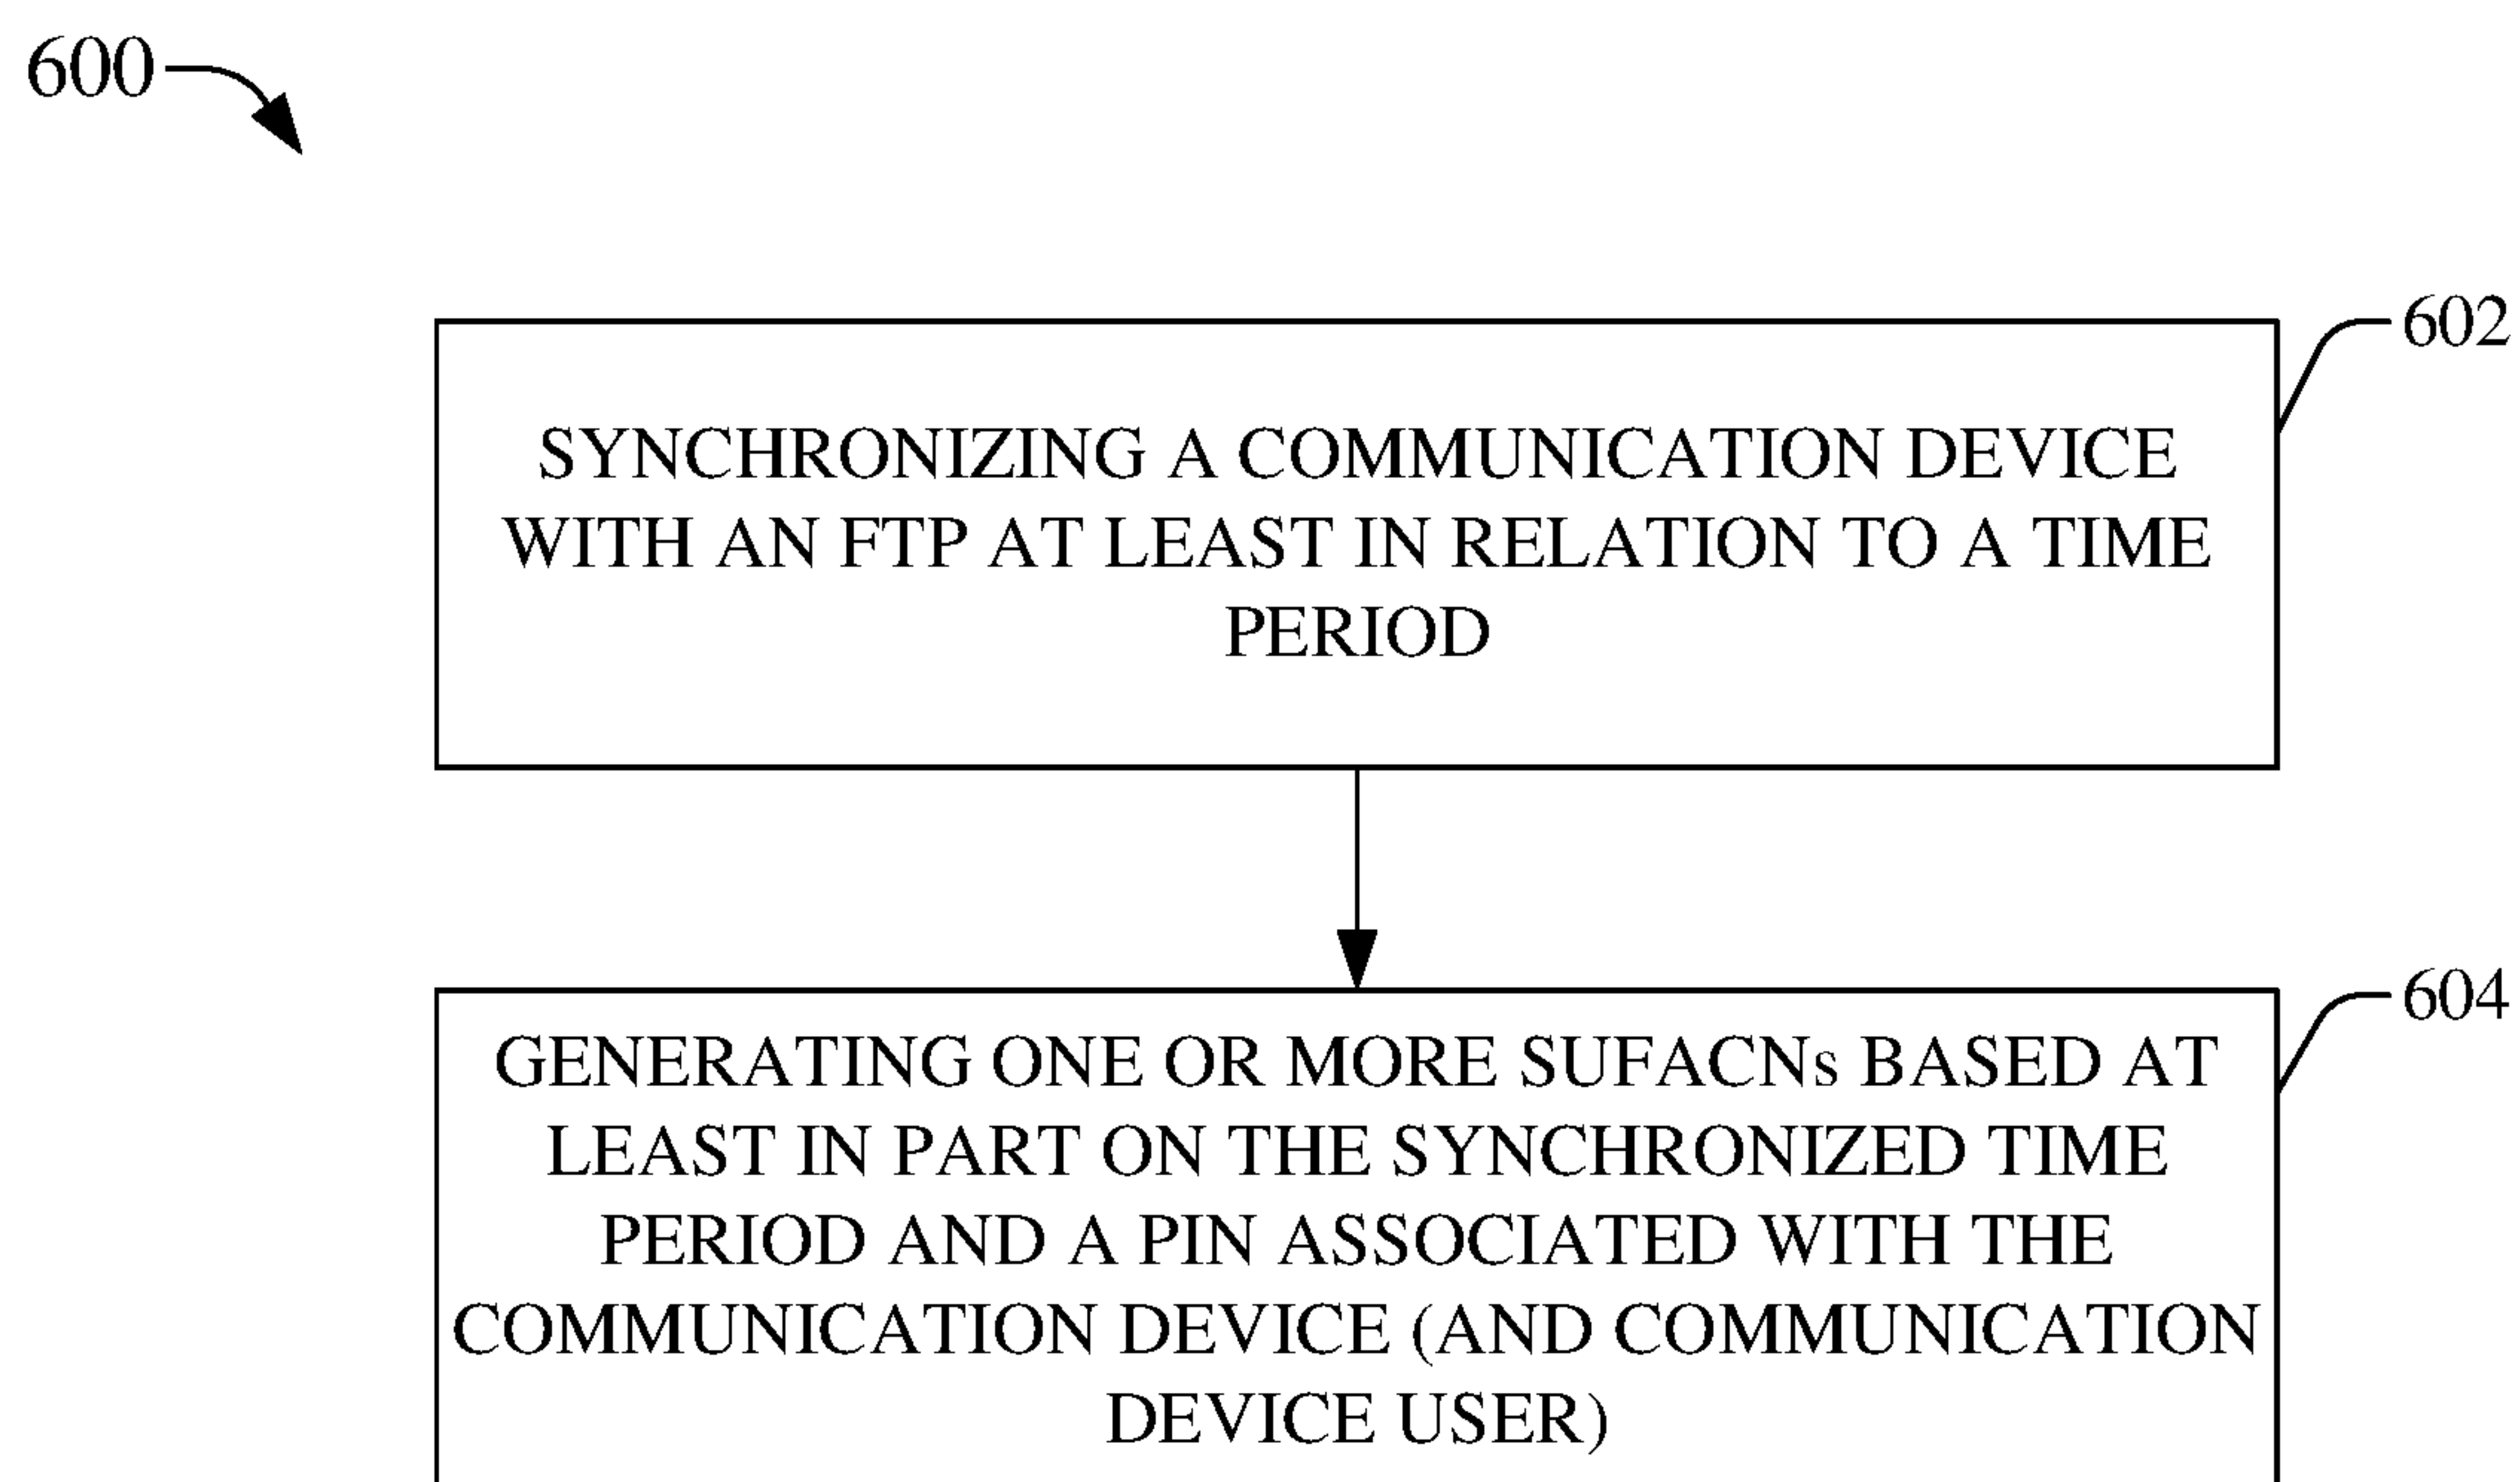 600
602
SYNCHRONIZING A COMMUNICATION DEVICE
WITH AN FTP AT LEAST IN RELATION TO A TIME
PERIOD
604
GENERATING ONE OR MORE SUFACNs BASED AT
LEAST IN PART ON THE SYNCHRONIZED TIME
PERIOD AND A PIN ASSOCIATED WITH THE
COMMUNICATION DEVICE (AND COMMUNICATION
DEVICE USER)